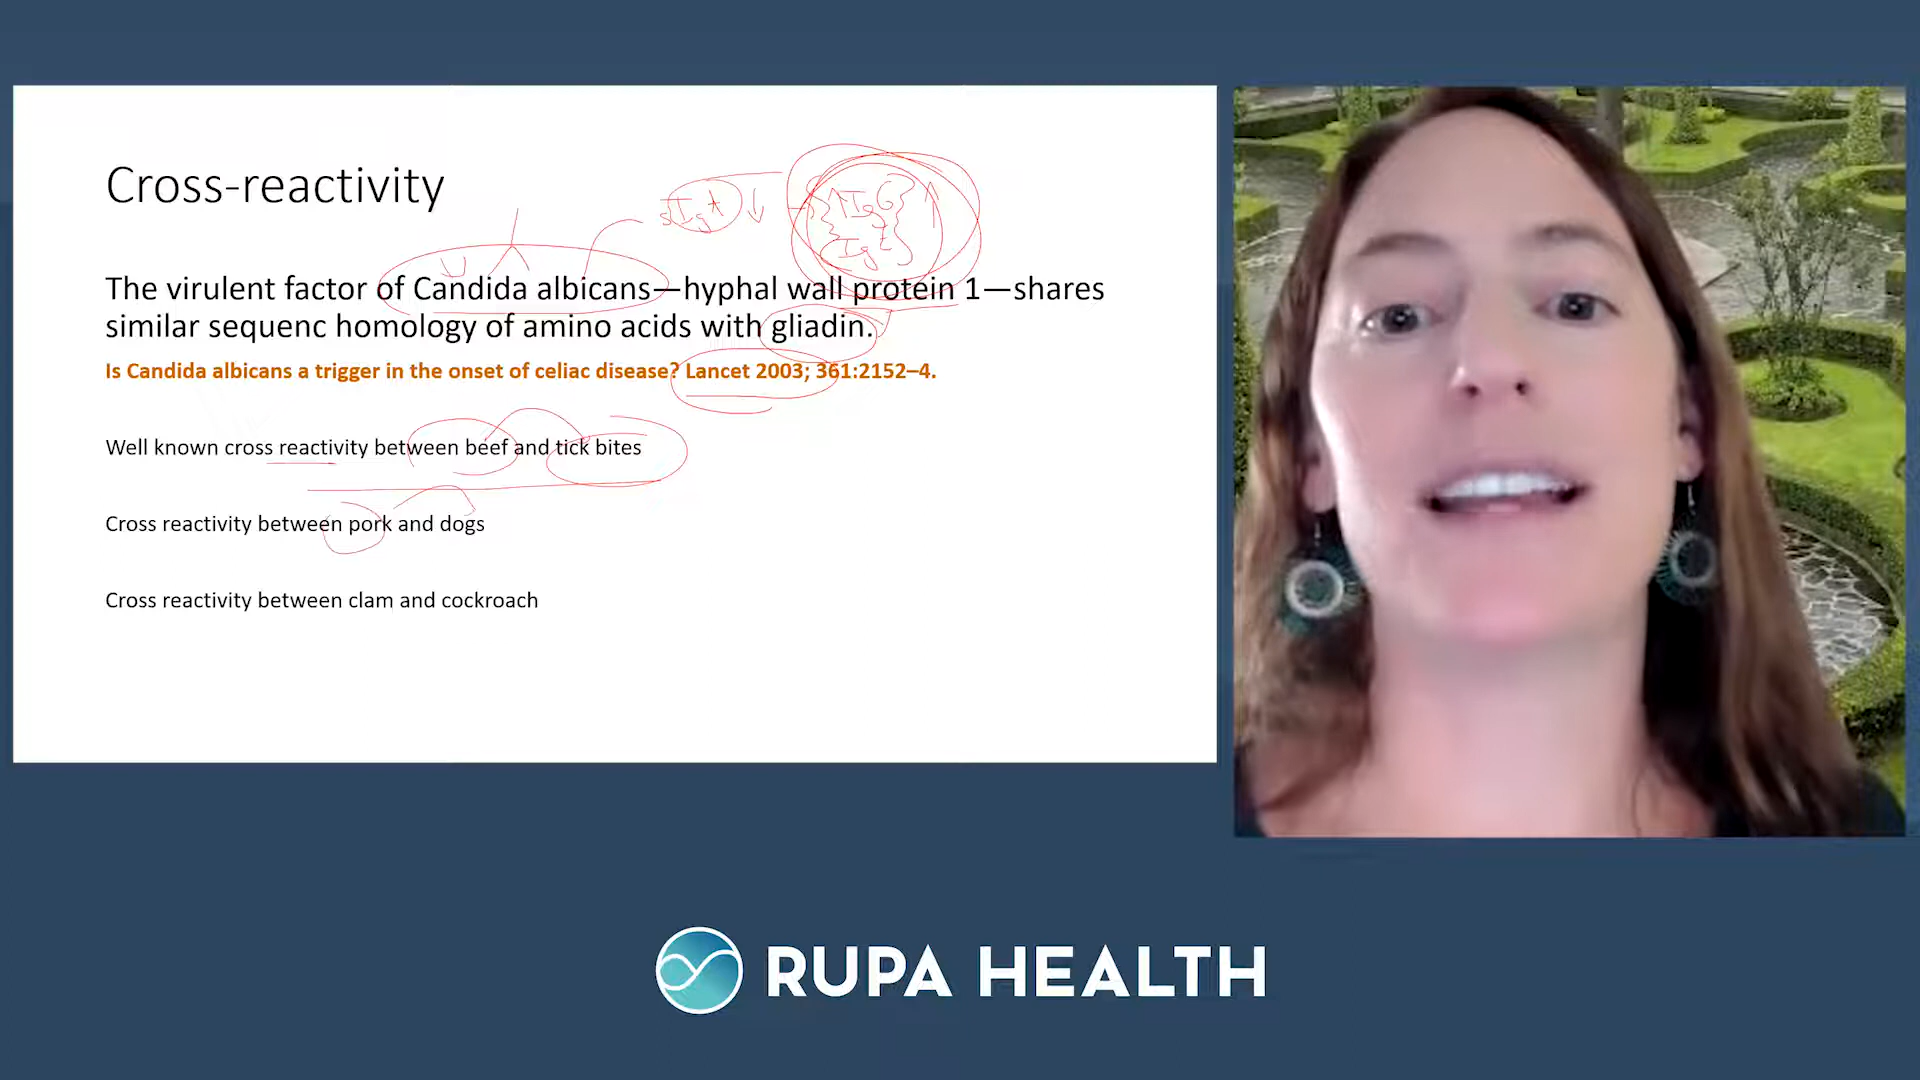 Cross-reactivity
sIgA ↓
IgG ↑
IgE
The virulent factor of Candida albicans—hyphal wall protein 1—shares
similar sequenc homology of amino acids with gliadin.
Is Candida albicans a trigger in the onset of celiac disease? Lancet 2003; 361:2152–4.
Well known cross reactivity between beef and tick bites
Cross reactivity between pork and dogs
Cross reactivity between clam and cockroach
RUPA HEALTH